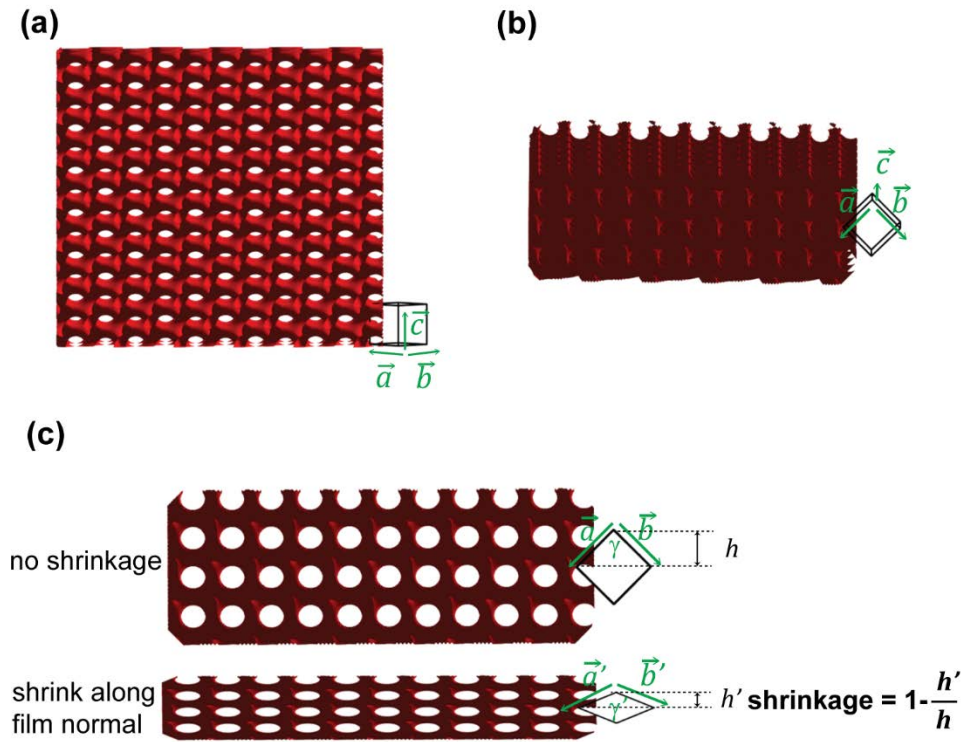 (a)
(b)
c⃗
a⃗ b⃗
c⃗
a⃗ b⃗
(c)
no shrinkage
a⃗ b⃗
γ
h
shrink along
film normal
a⃗' b⃗'
γ'
h'
shrinkage = 1-h'/h